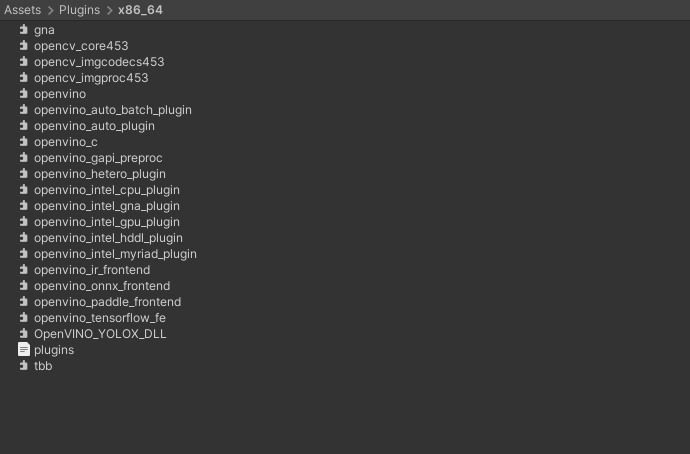 Assets > Plugins > x86_64
gna
opencv_core453
opencv_imgcodecs453
opencv_imgproc453
openvino
openvino_auto_batch_plugin
openvino_auto_plugin
openvino_c
openvino_gapi_preproc
openvino_hetero_plugin
openvino_intel_cpu_plugin
openvino_intel_gna_plugin
openvino_intel_gpu_plugin
openvino_intel_hddl_plugin
openvino_intel_myriad_plugin
openvino_ir_frontend
openvino_onnx_frontend
openvino_paddle_frontend
openvino_tensorflow_fe
OpenVINO_YOLOX_DLL
plugins
tbb